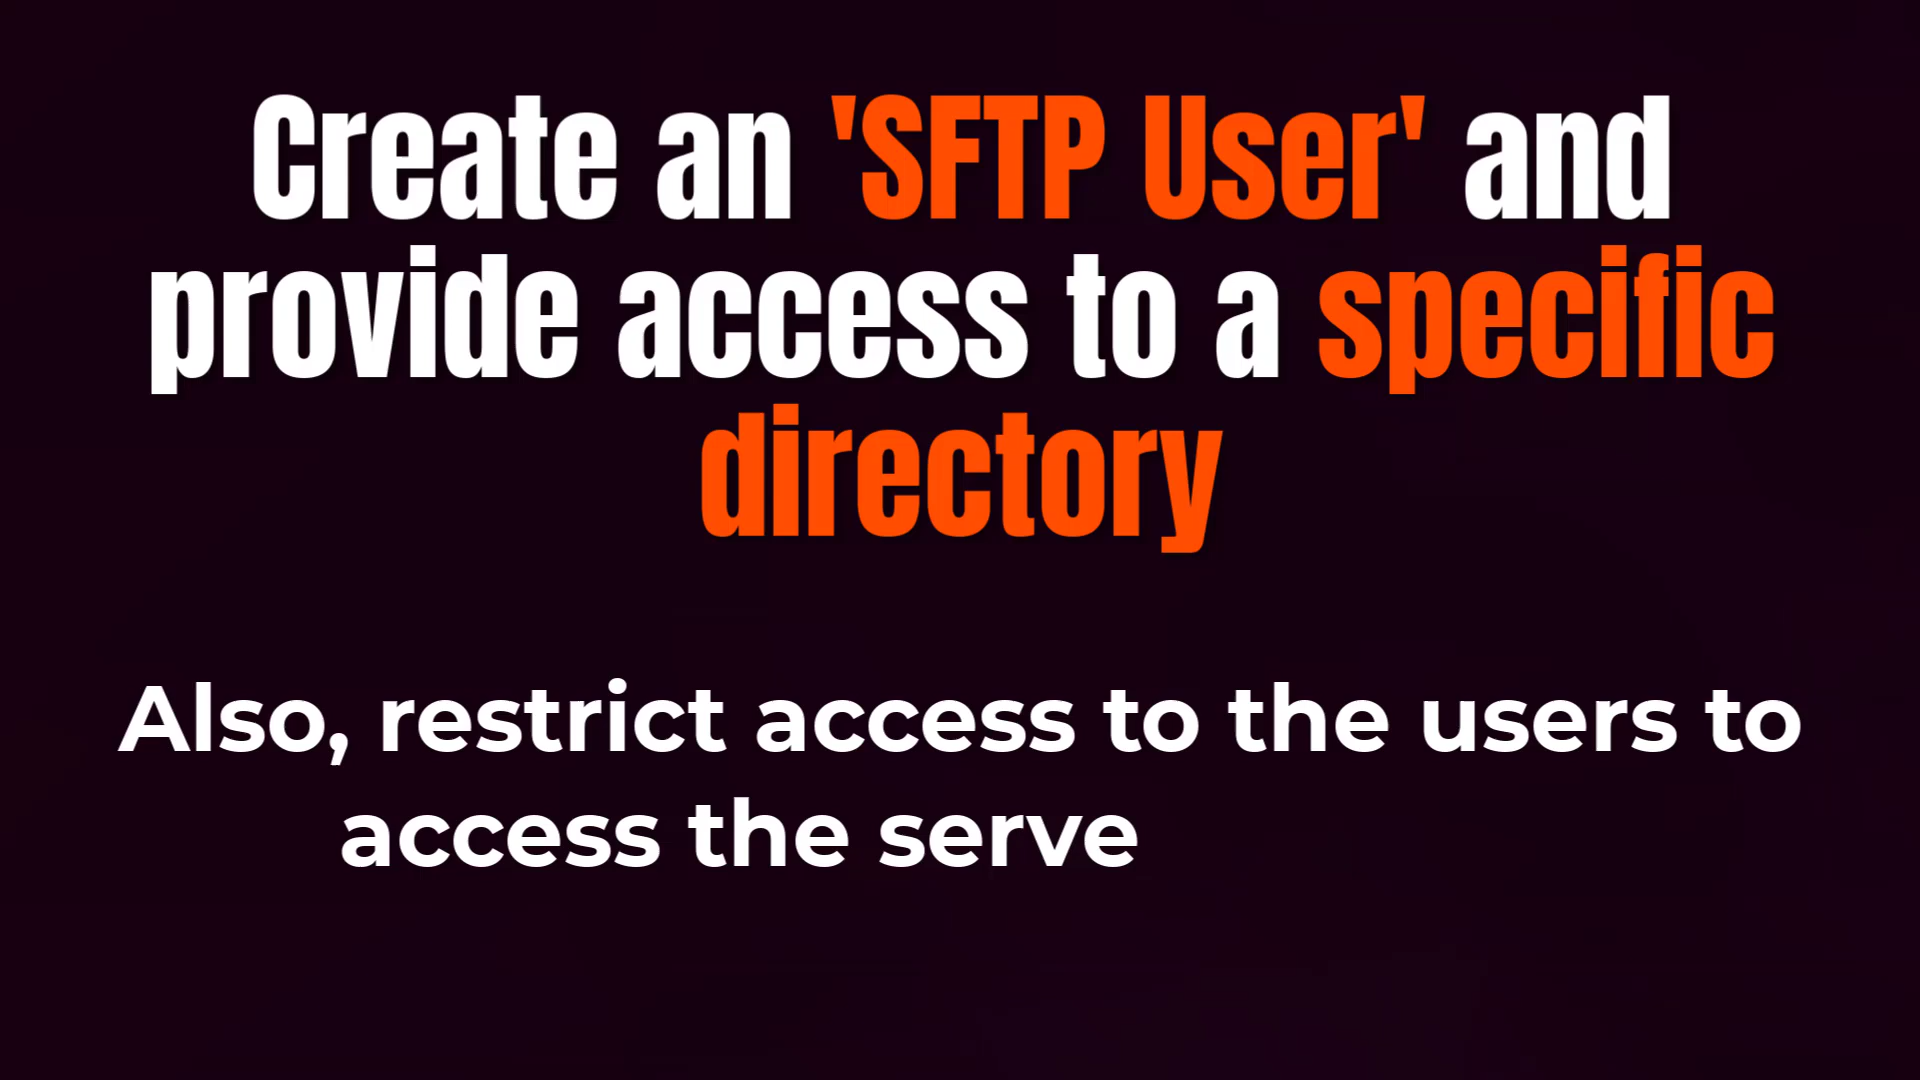 Create an 'SFTP User' and
provide access to a specific
directory
Also, restrict access to the users to
access the serve